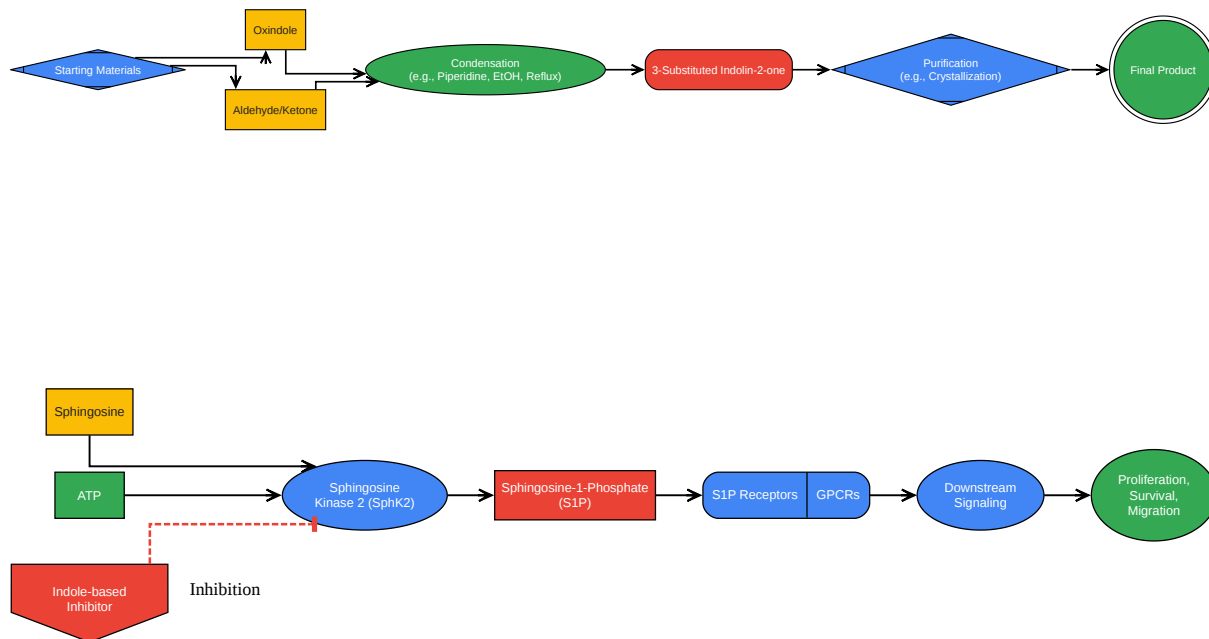 Oxindole
Starting Materials
Aldehyde/Ketone
Condensation
(e.g., Piperidine, EtOH, Reflux)
3-Substituted Indolin-2-one
Purification
(e.g., Crystallization)
Final Product
Sphingosine
ATP
Sphingosine
Kinase 2 (SphK2)
Sphingosine-1-Phosphate
(S1P)
S1P Receptors
GPCRs
Downstream
Signaling
Proliferation,
Survival,
Migration
Indole-based
Inhibitor
Inhibition